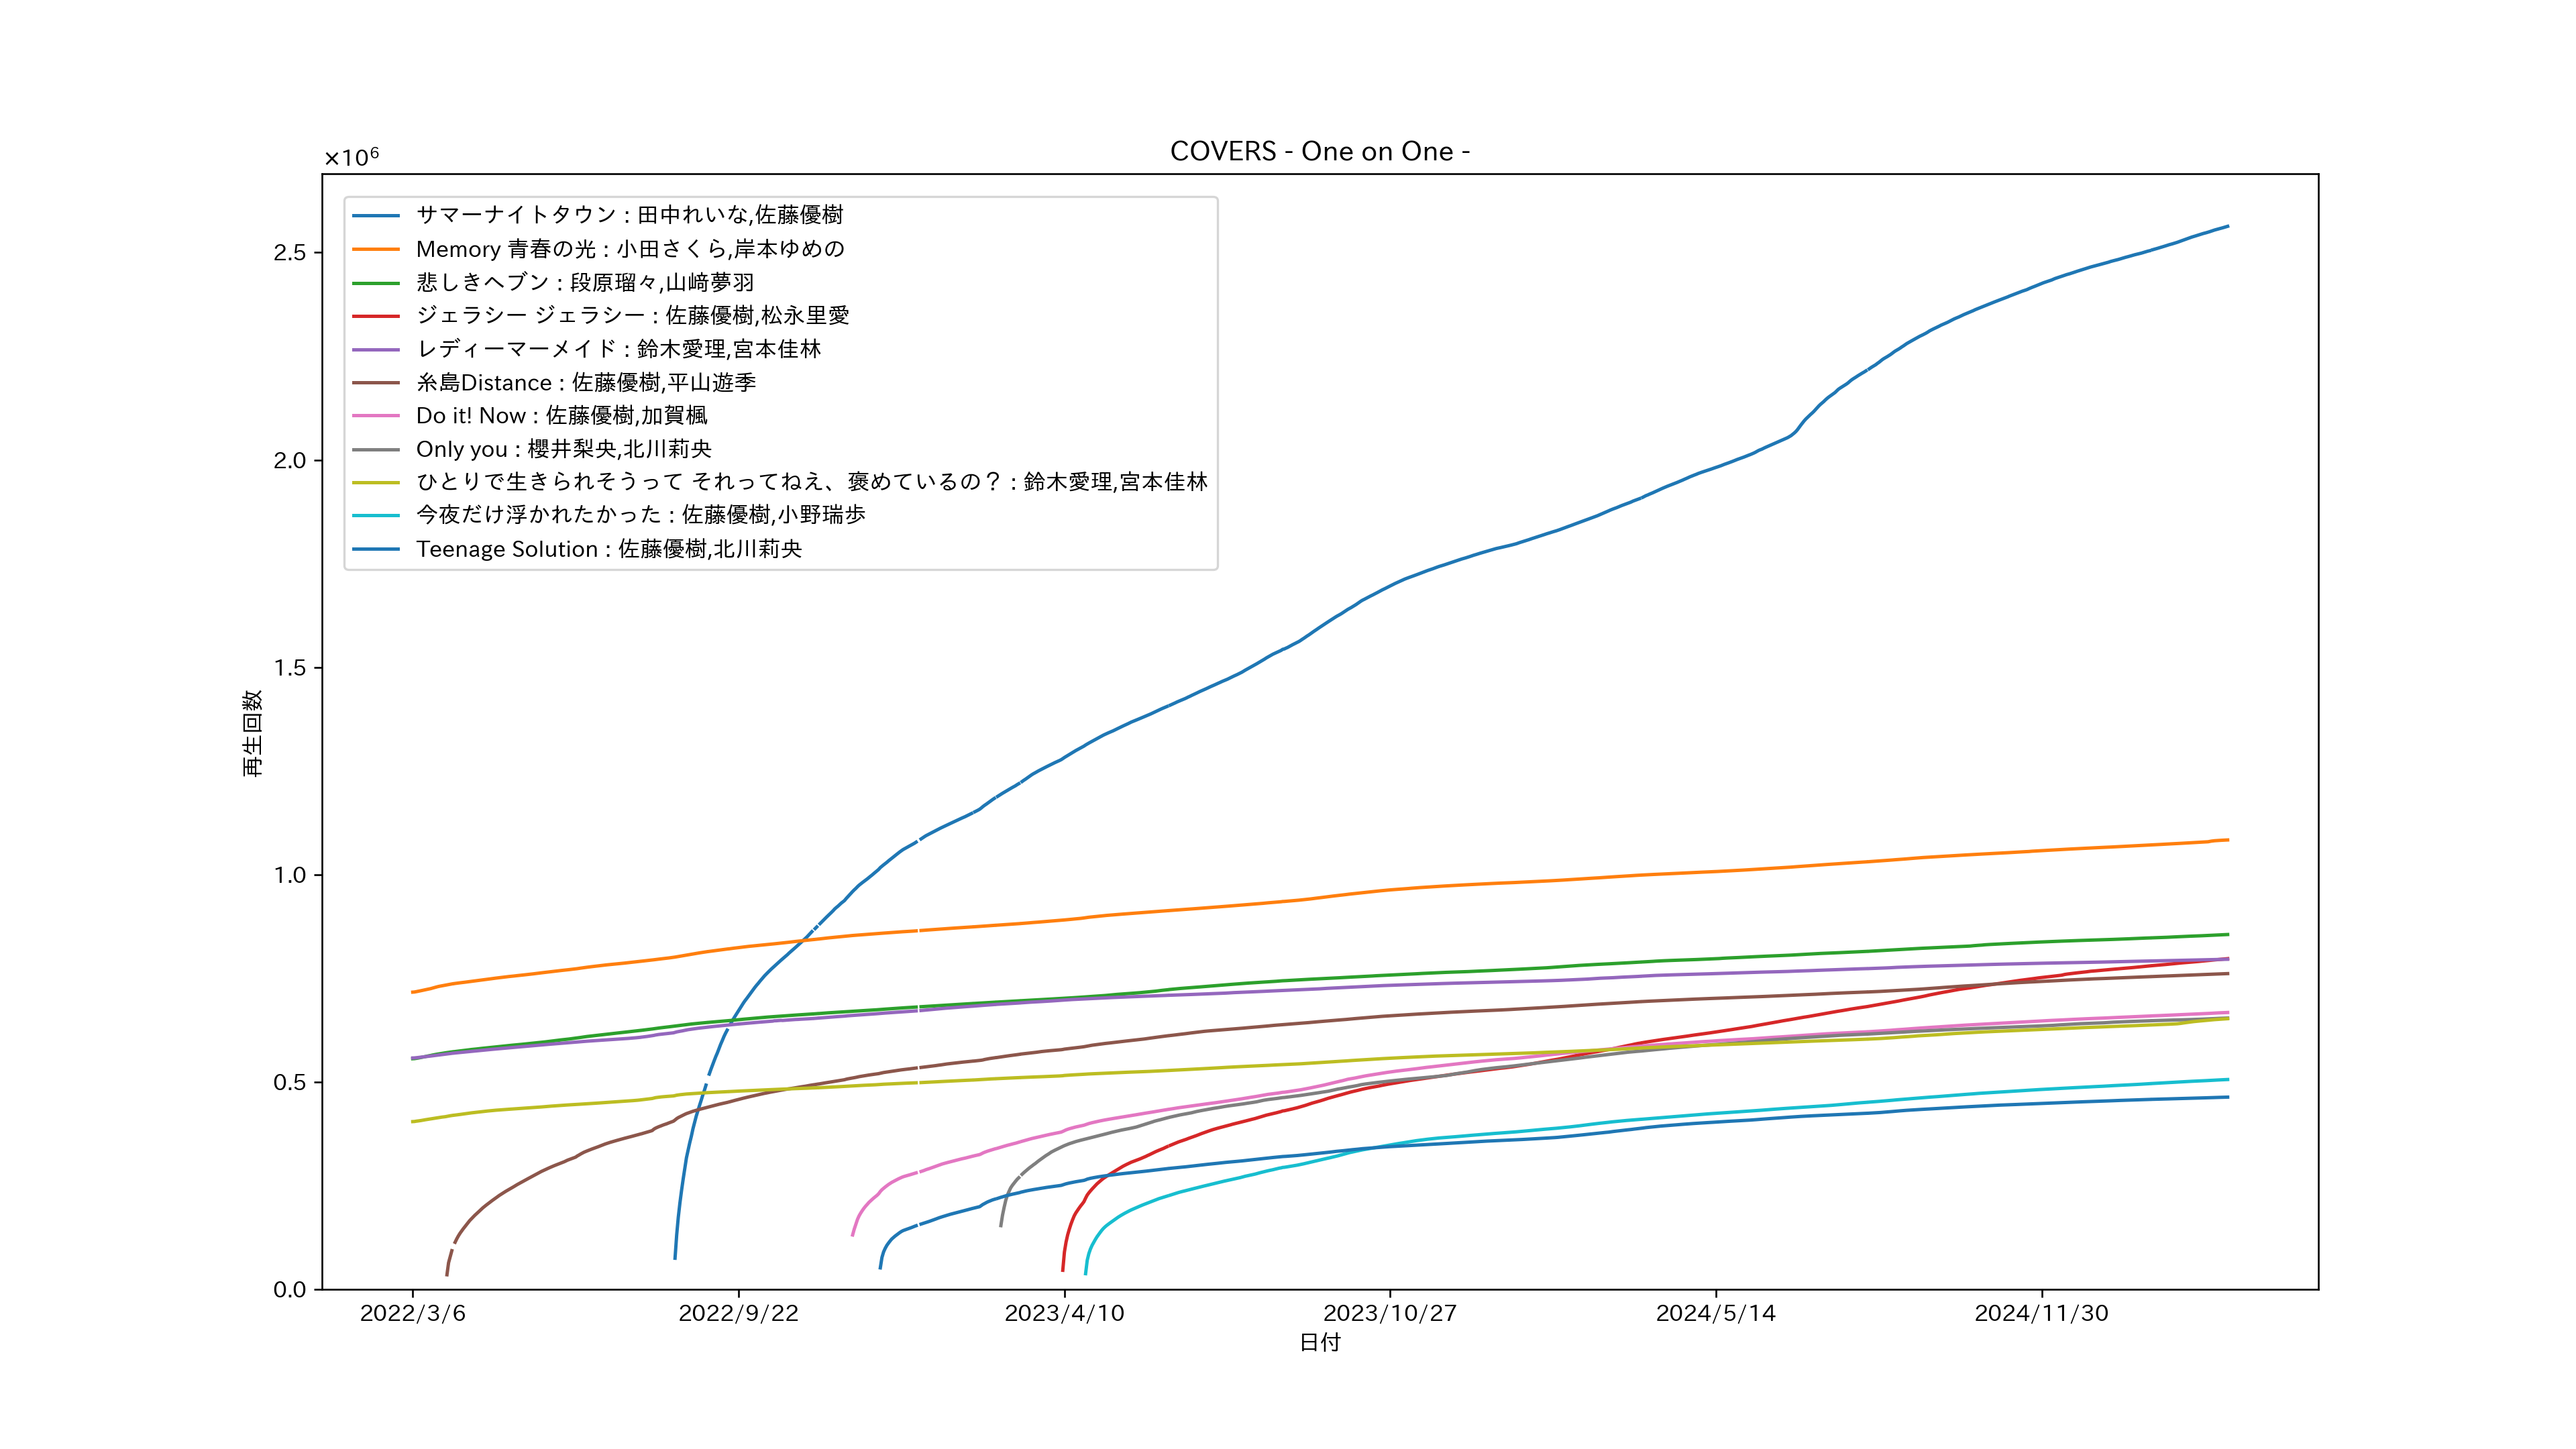 COVERS - One on One -
×10⁶
サマーナイトタウン : 田中れいな,佐藤優樹
Memory 青春の光 : 小田さくら,岸本ゆめの
悲しきヘブン : 段原瑠々,山﨑夢羽
ジェラシー ジェラシー : 佐藤優樹,松永里愛
レディーマーメイド : 鈴木愛理,宮本佳林
糸島Distance : 佐藤優樹,平山遊季
Do it! Now : 佐藤優樹,加賀楓
Only you : 櫻井梨央,北川莉央
ひとりで生きられそうって それってねえ、褒めているの？ : 鈴木愛理,宮本佳林
今夜だけ浮かれたかった : 佐藤優樹,小野瑞歩
Teenage Solution : 佐藤優樹,北川莉央
2.5
2.0
1.5
1.0
0.5
0.0
再生回数
2022/3/6
2022/9/22
2023/4/10
2023/10/27
2024/5/14
2024/11/30
日付